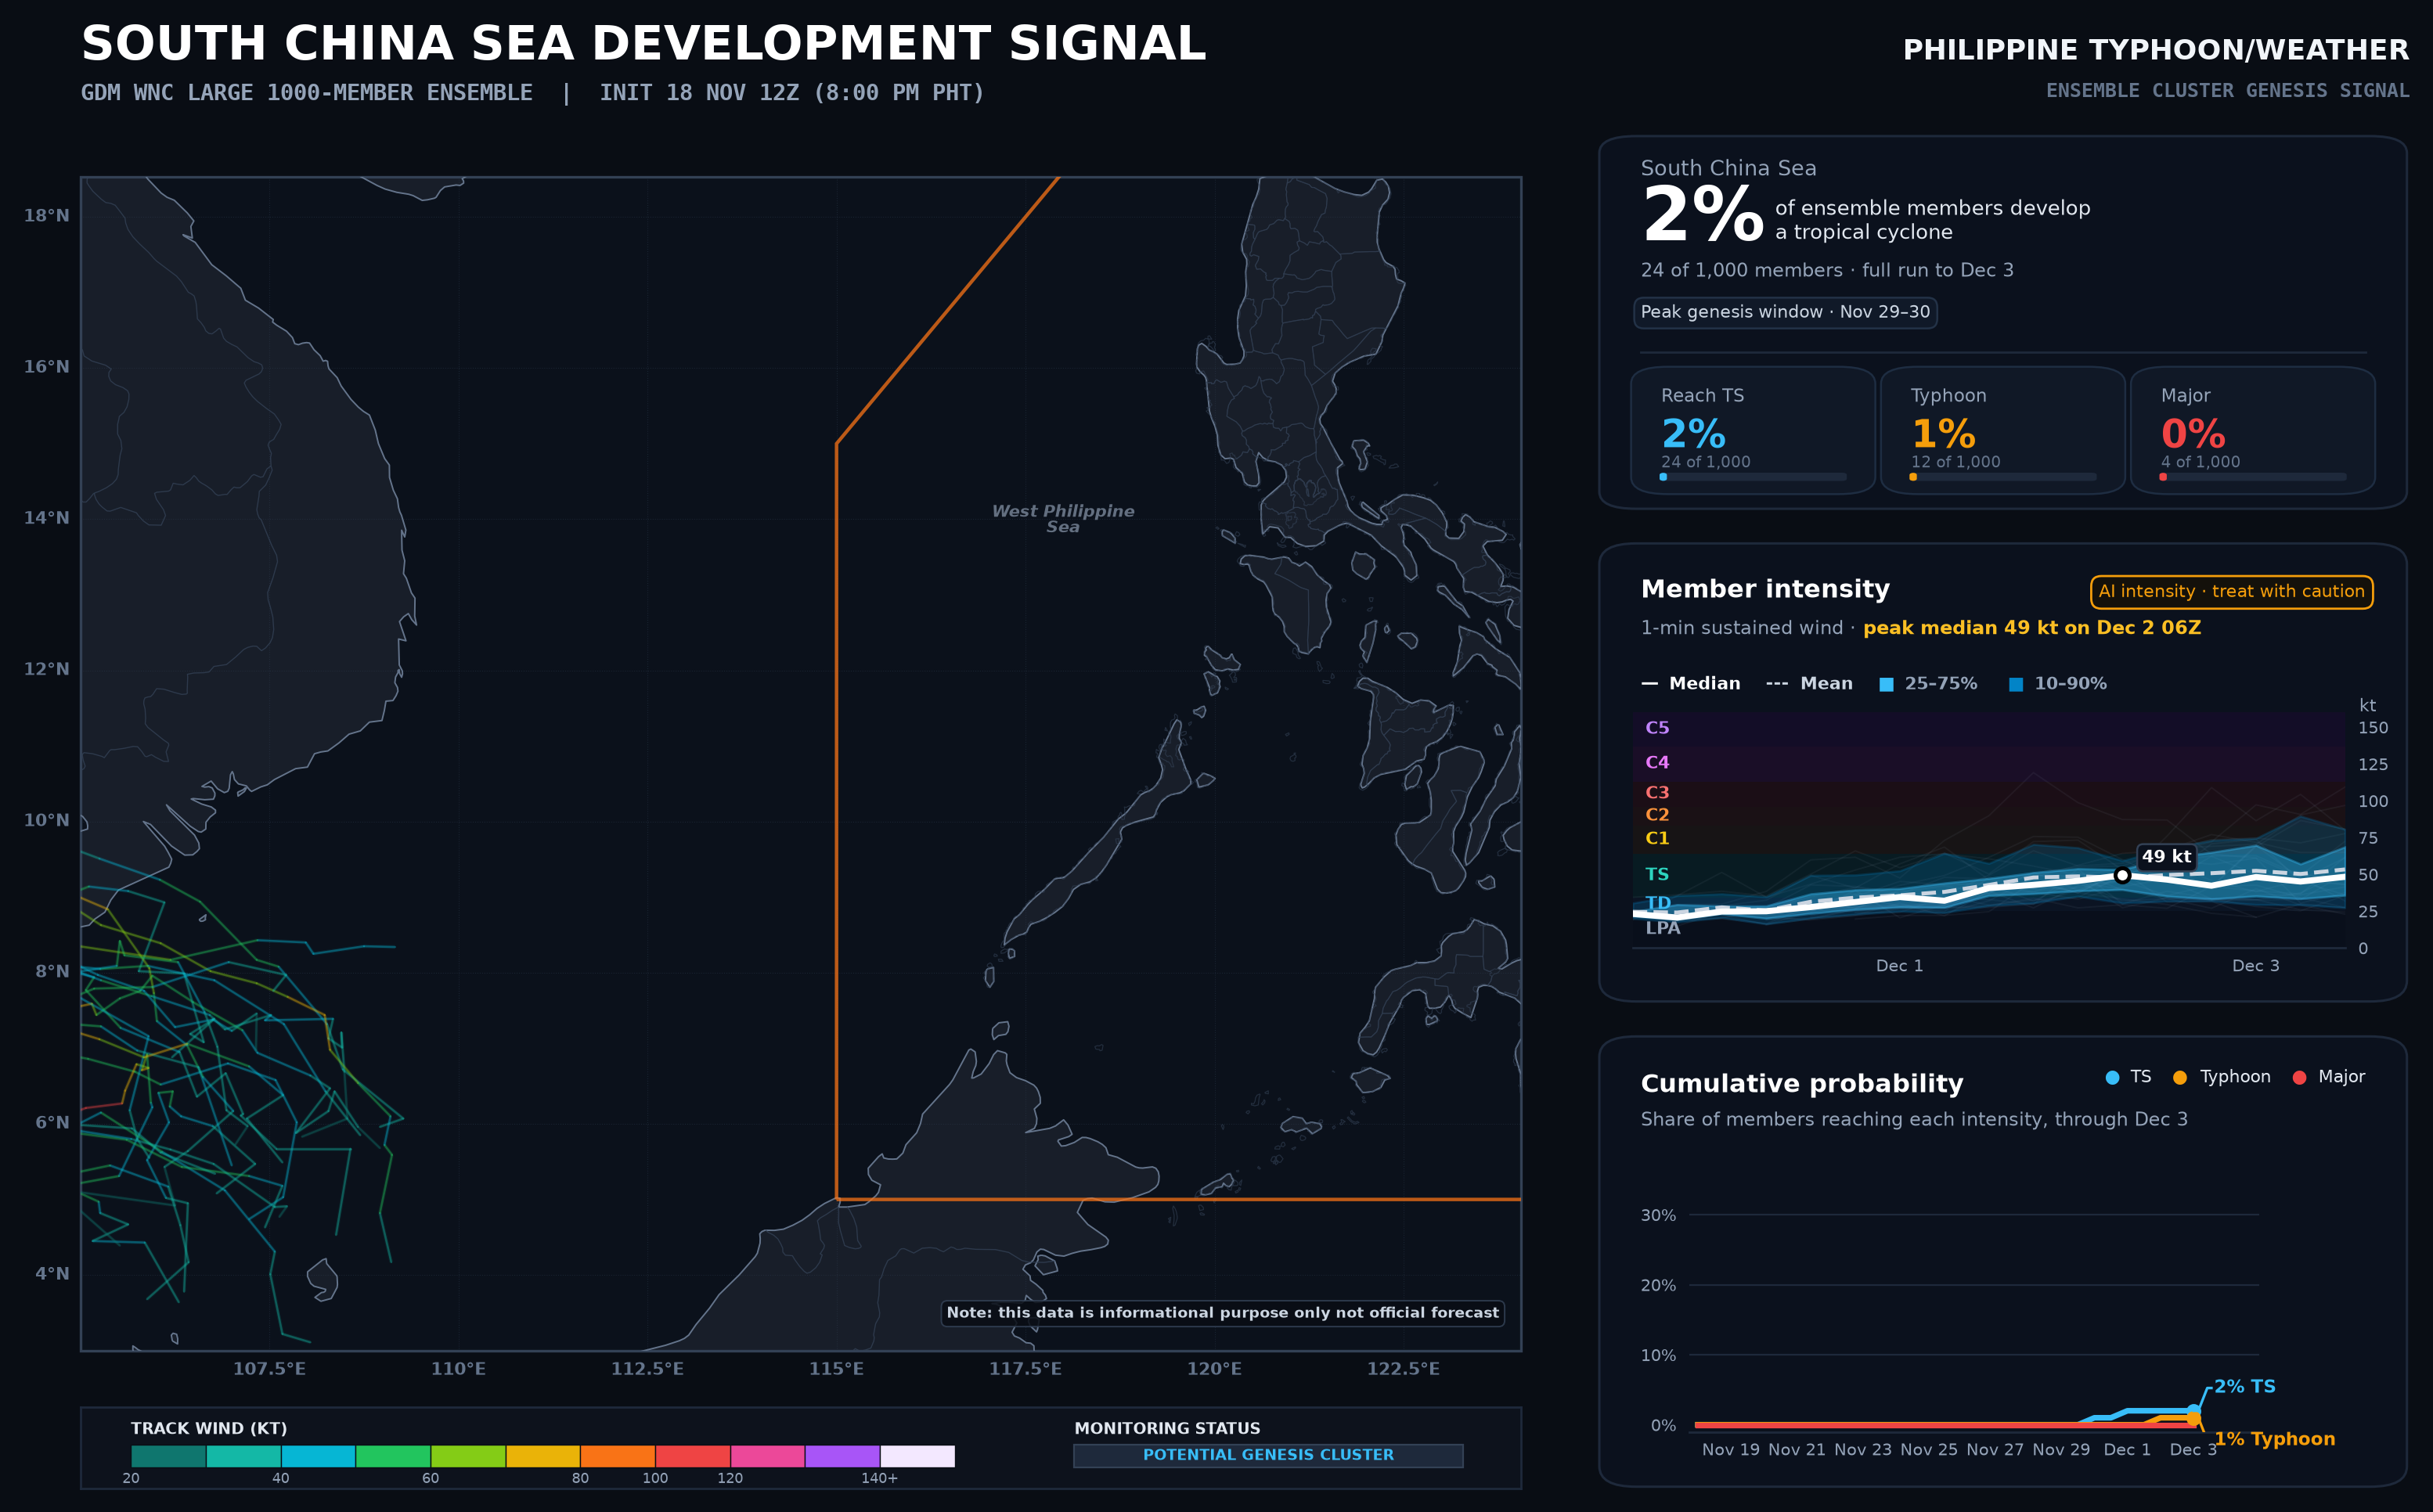 SOUTH CHINA SEA DEVELOPMENT SIGNAL
GDM WNC LARGE 1000-MEMBER ENSEMBLE | INIT 18 NOV 12Z (8:00 PM PHT)
PHILIPPINE TYPHOON/WEATHER
ENSEMBLE CLUSTER GENESIS SIGNAL
18°N
16°N
14°N
12°N
10°N
8°N
6°N
4°N
West Philippine
Sea
Note: this data is informational purpose only not official forecast
107.5°E 110°E 112.5°E 115°E 117.5°E 120°E 122.5°E
TRACK WIND (KT)
20 40 60 80 100 120 140+
MONITORING STATUS
POTENTIAL GENESIS CLUSTER
South China Sea
2% of ensemble members develop
a tropical cyclone
24 of 1,000 members · full run to Dec 3
Peak genesis window · Nov 29–30
Reach TS
2%
24 of 1,000
Typhoon
1%
12 of 1,000
Major
0%
4 of 1,000
Member intensity
AI intensity · treat with caution
1-min sustained wind · peak median 49 kt on Dec 2 06Z
Median Mean 25–75% 10–90%
kt
C5 150
C4 125
C3 100
C2
C1 75
49 kt
TS 50
TD 25
LPA 0
Dec 1 Dec 3
Cumulative probability
TS Typhoon Major
Share of members reaching each intensity, through Dec 3
30%
20%
10%
2% TS
0%
1% Typhoon
Nov 19 Nov 21 Nov 23 Nov 25 Nov 27 Nov 29 Dec 1 Dec 3